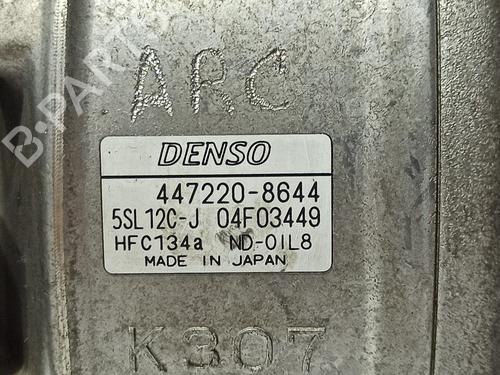 ARC
DENSO
447220-8644
5SL12C-J 04F03449
HFC134a ND-OIL8
MADE IN JAPAN
K307
B-PARTS